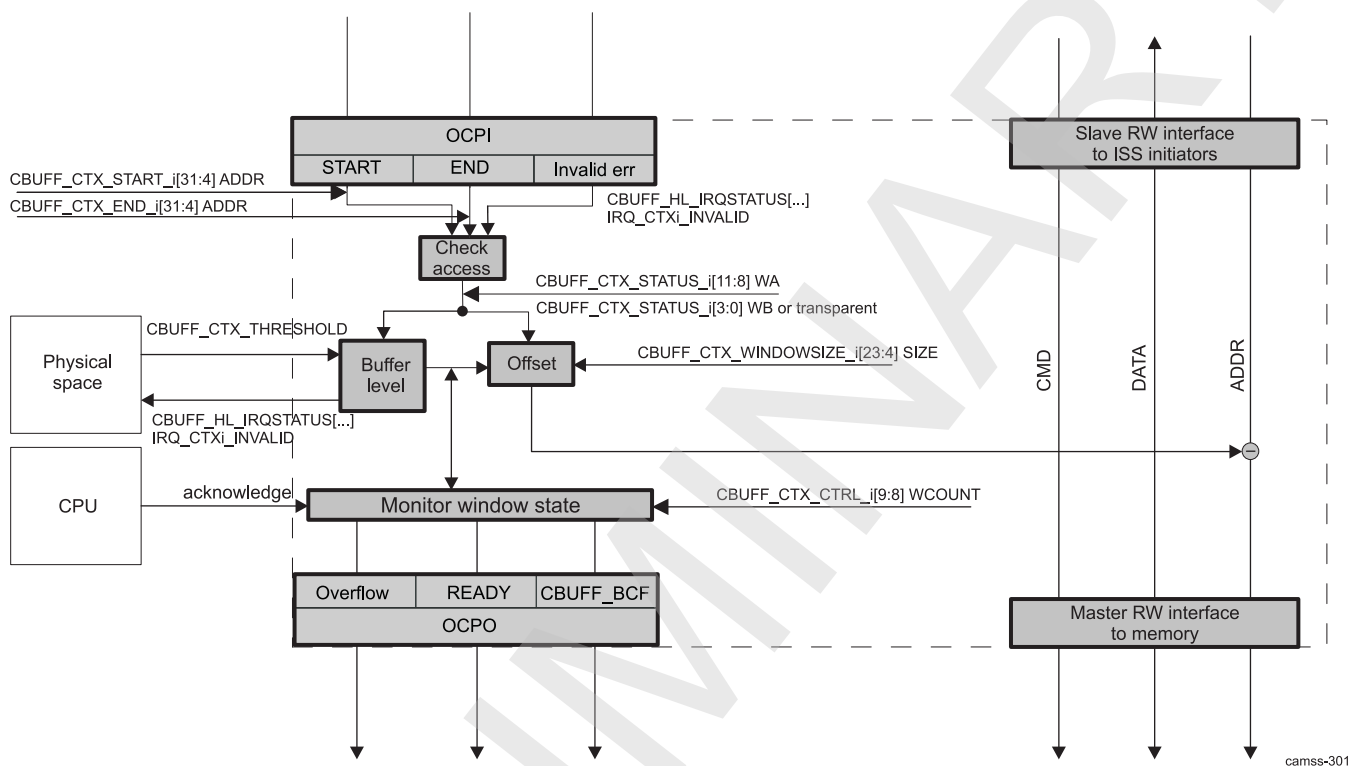 OCPI
START END Invalid err
Slave RW interface
to ISS initiators
CBUFF_CTX_START_i[31:4] ADDR
CBUFF_CTX_END_i[31:4] ADDR
CBUFF_HL_IRQSTATUS[...]
IRQ_CTXi_INVALID
Check
access
CBUFF_CTX_STATUS_i[11:8] WA
CBUFF_CTX_STATUS_i[3:0] WB or transparent
Physical
space
CBUFF_CTX_THRESHOLD
Buffer
level
Offset
CBUFF_CTX_WINDOWSIZE_i[23:4] SIZE
CMD
DATA
ADDR
CBUFF_HL_IRQSTATUS[...]
IRQ_CTXi_INVALID
CPU
acknowledge
Monitor window state
CBUFF_CTX_CTRL_i[9:8] WCOUNT
Overflow READY CBUFF_BCF
OCPO
Master RW interface
to memory
camss-301
IMINAR